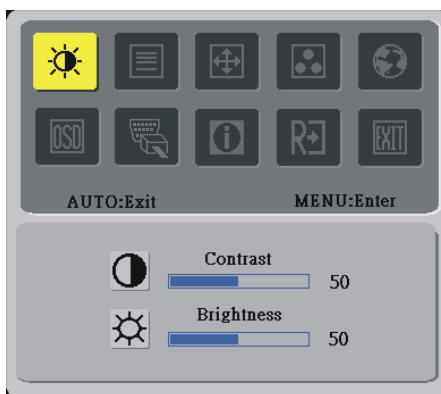 OSD
i
R
EXIT
AUTO:Exit MENU:Enter
Contrast
50
Brightness
50